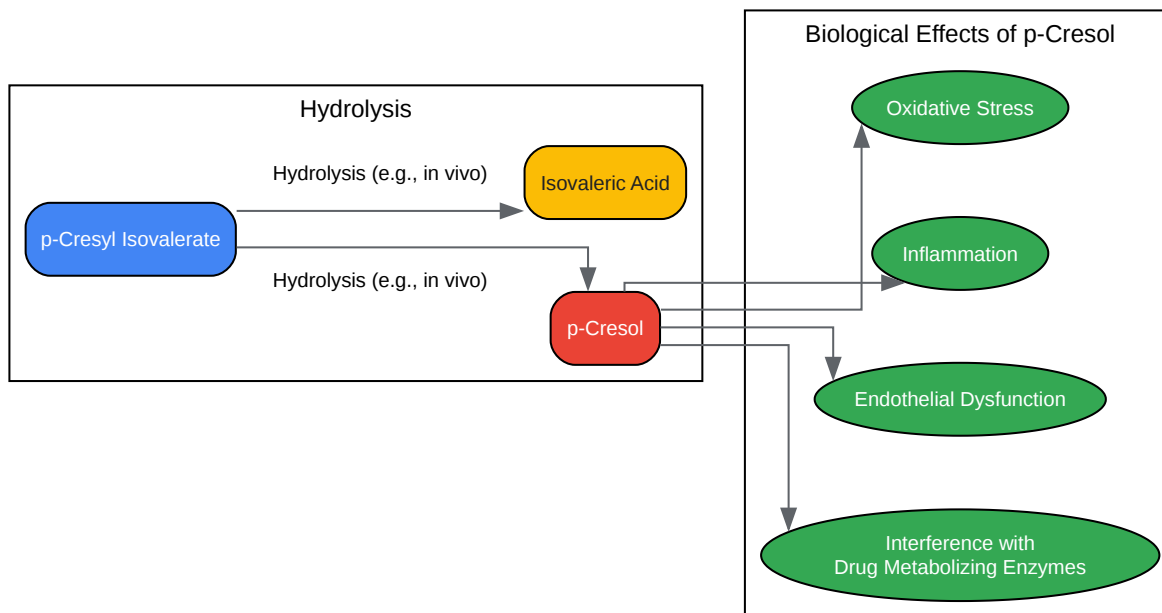 Biological Effects of p-Cresol
Hydrolysis
Oxidative Stress
Hydrolysis (e.g., in vivo)
Isovaleric Acid
p-Cresyl Isovalerate
Inflammation
Hydrolysis (e.g., in vivo)
p-Cresol
Endothelial Dysfunction
Interference with
Drug Metabolizing Enzymes